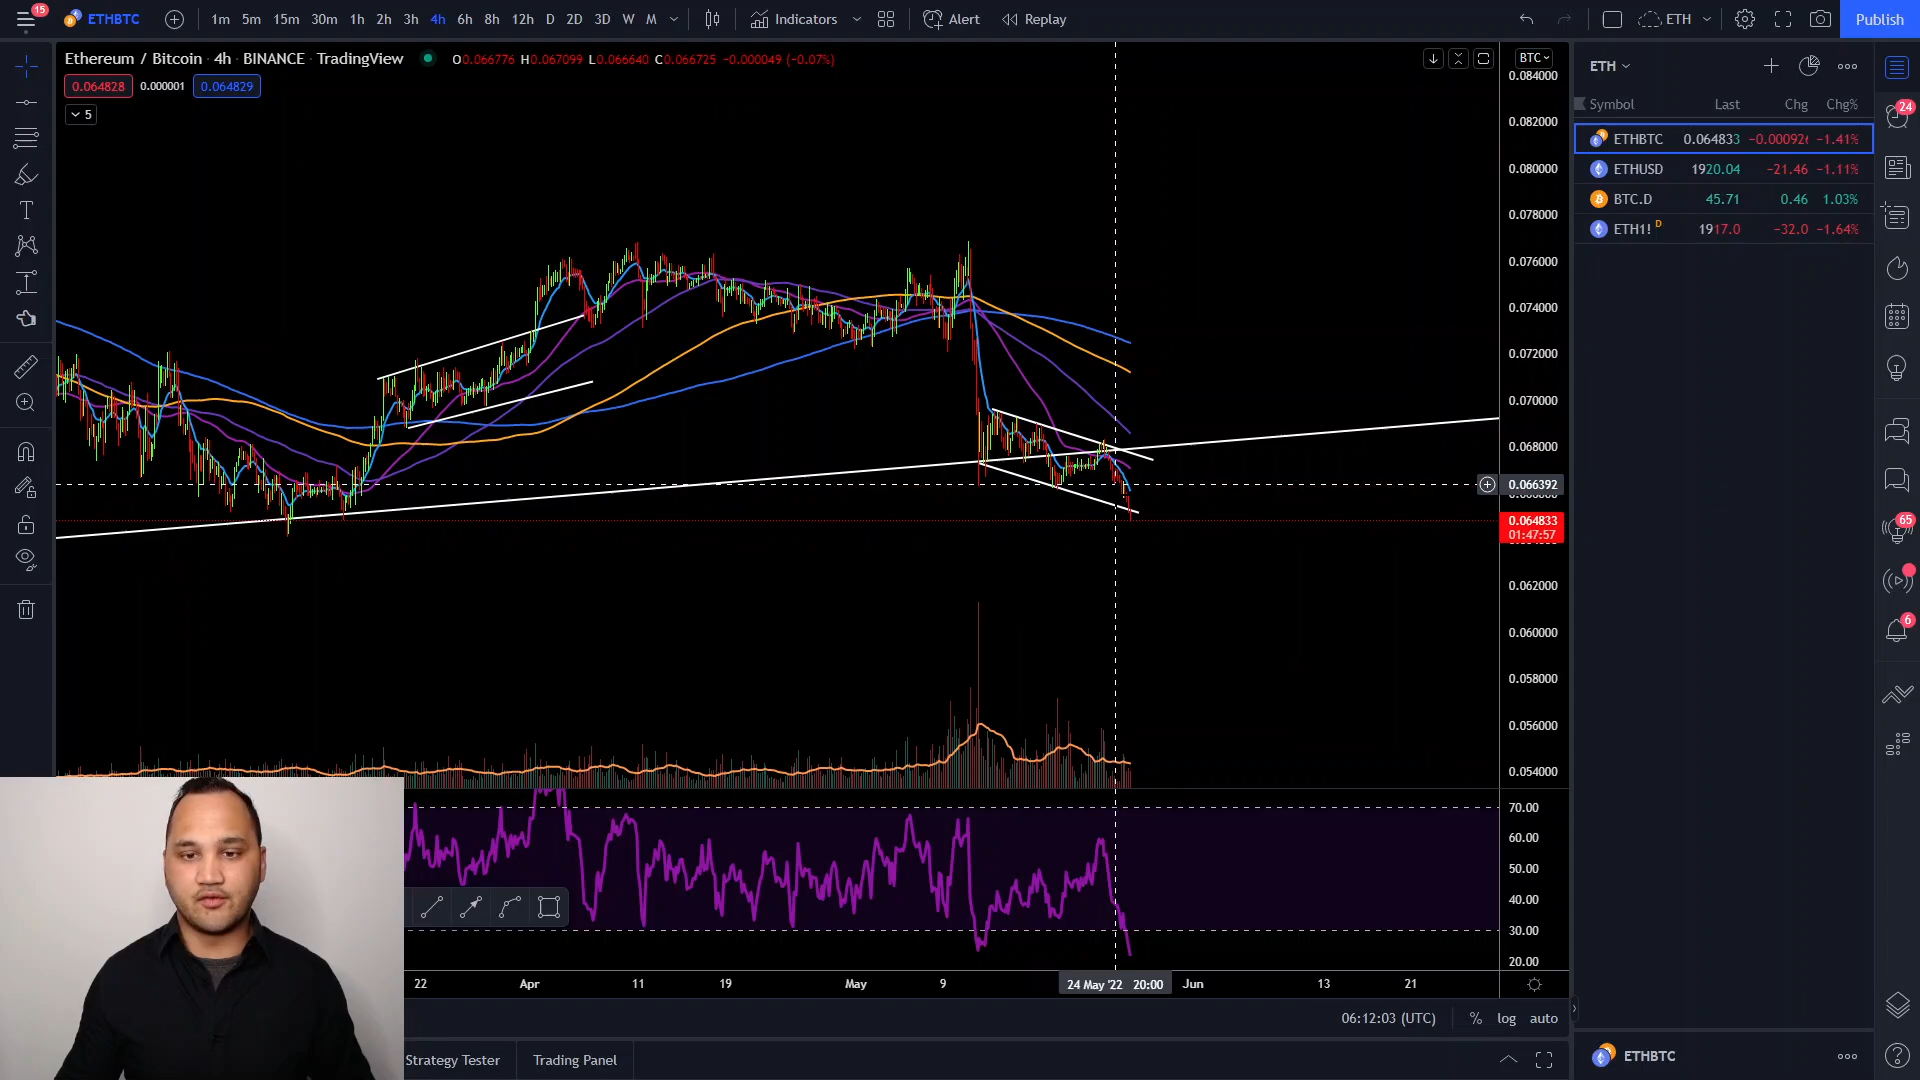 15
ETHBTC
1m 5m 15m 30m 1h 2h 3h 4h 6h 8h 12h D 2D 3D W M
Indicators
Alert
Replay
ETH
Publish
Ethereum / Bitcoin · 4h · BINANCE · TradingView
O0.066776 H0.067099 L0.066640 C0.066725 −0.000049 (−0.07%)
0.064828 0.000001 0.064829
5
BTC
0.084000
0.082000
0.080000
0.078000
0.076000
0.074000
0.072000
0.070000
0.068000
0.066392
0.064833
01:47:57
0.062000
0.060000
0.058000
0.056000
0.054000
70.00
60.00
50.00
40.00
30.00
20.00
22 Apr 11 19 May 9 24 May '22 20:00 Jun 13 21
06:12:03 (UTC) % log auto
Strategy Tester Trading Panel
ETH
Symbol Last Chg Chg%
ETHBTC 0.064833 −0.000926 −1.41%
ETHUSD 1920.04 −21.46 −1.11%
BTC.D 45.71 0.46 1.03%
ETH1! D 1917.0 −32.0 −1.64%
24
65
6
ETHBTC